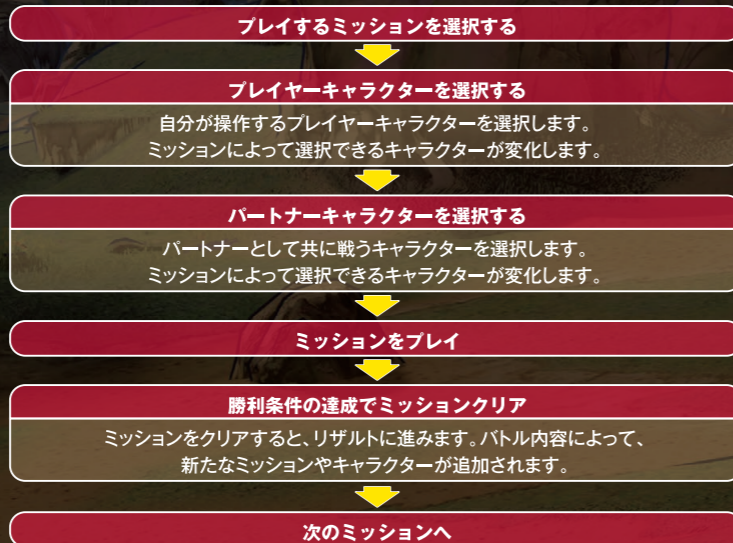 プレイするミッションを選択する
プレイヤーキャラクターを選択する
自分が操作するプレイヤーキャラクターを選択します。
ミッションによって選択できるキャラクターが変化します。
パートナーキャラクターを選択する
パートナーとして共に戦うキャラクターを選択します。
ミッションによって選択できるキャラクターが変化します。
ミッションをプレイ
勝利条件の達成でミッションクリア
ミッションをクリアすると、リザルトに進みます。バトル内容によって、
新たなミッションやキャラクターが追加されます。
次のミッションへ